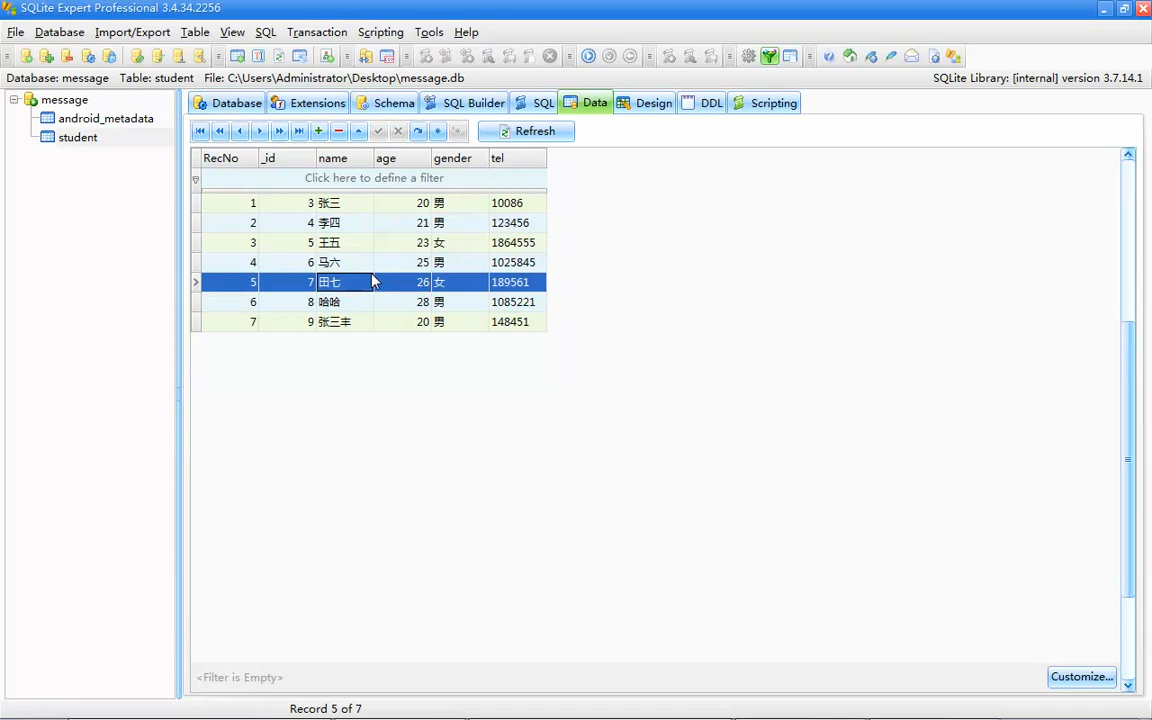 SQLite Expert Professional 3.4.34.2256
File Database Import/Export Table View SQL Transaction Scripting Tools Help
Database: message Table: student File: C:\Users\Administrator\Desktop\message.db SQLite Library: [internal] version 3.7.14.1
message
android_metadata
student
Database Extensions Schema SQL Builder SQL Data Design DDL Scripting
Refresh
RecNo _id name age gender tel
Click here to define a filter
1 3 张三 20 男 10086
2 4 李四 21 男 123456
3 5 王五 23 女 1864555
4 6 马六 25 男 1025845
5 7 田七 26 女 189561
6 8 哈哈 28 男 1085221
7 9 张三丰 20 男 148451
<Filter is Empty> Customize...
Record 5 of 7